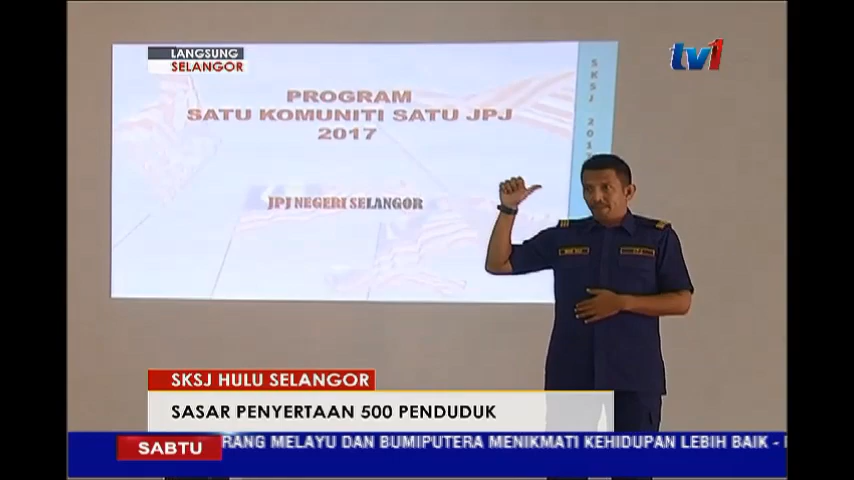 LANGSUNG
SELANGOR
tv1
SKSJ 201
PROGRAM
SATU KOMUNITI SATU JPJ
2017
JPJ NEGERI SELANGOR
SKSJ HULU SELANGOR
SASAR PENYERTAAN 500 PENDUDUK
SABTU
RANG MELAYU DAN BUMIPUTERA MENIKMATI KEHIDUPAN LEBIH BAIK -